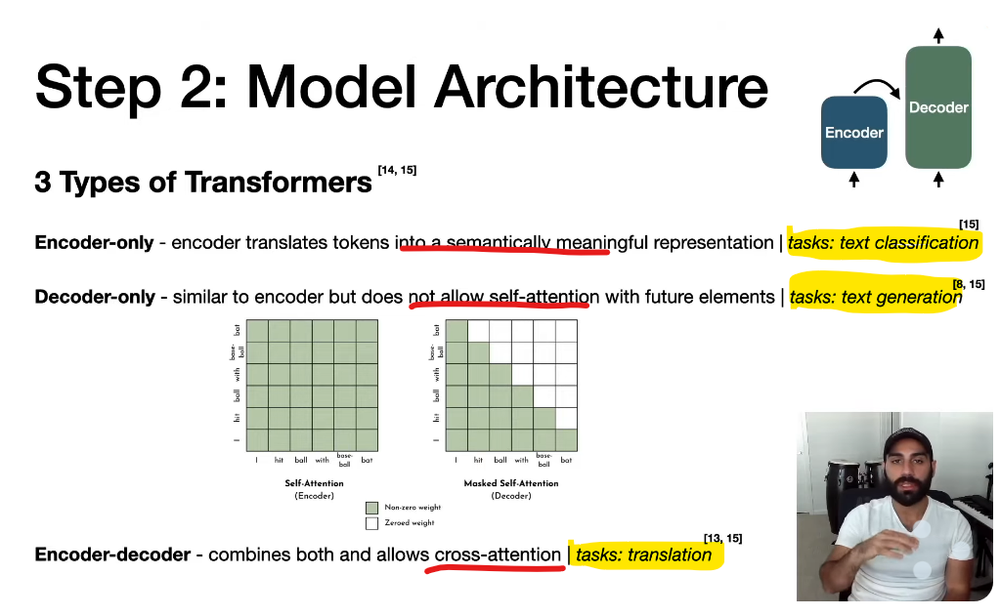 Step 2: Model Architecture
Encoder
Decoder
3 Types of Transformers [14, 15]
Encoder-only - encoder translates tokens into a semantically meaningful representation | tasks: text classification [15]
Decoder-only - similar to encoder but does not allow self-attention with future elements | tasks: text generation [8, 15]
bat
base-
ball
with
ball
hit
I
I hit ball with base-
ball bat
Self-Attention
(Encoder)
bat
base-
ball
with
ball
hit
I
I hit ball with base-
ball bat
Masked Self-Attention
(Decoder)
Non-zero weight
Zeroed weight
Encoder-decoder - combines both and allows cross-attention | tasks: translation [13, 15]